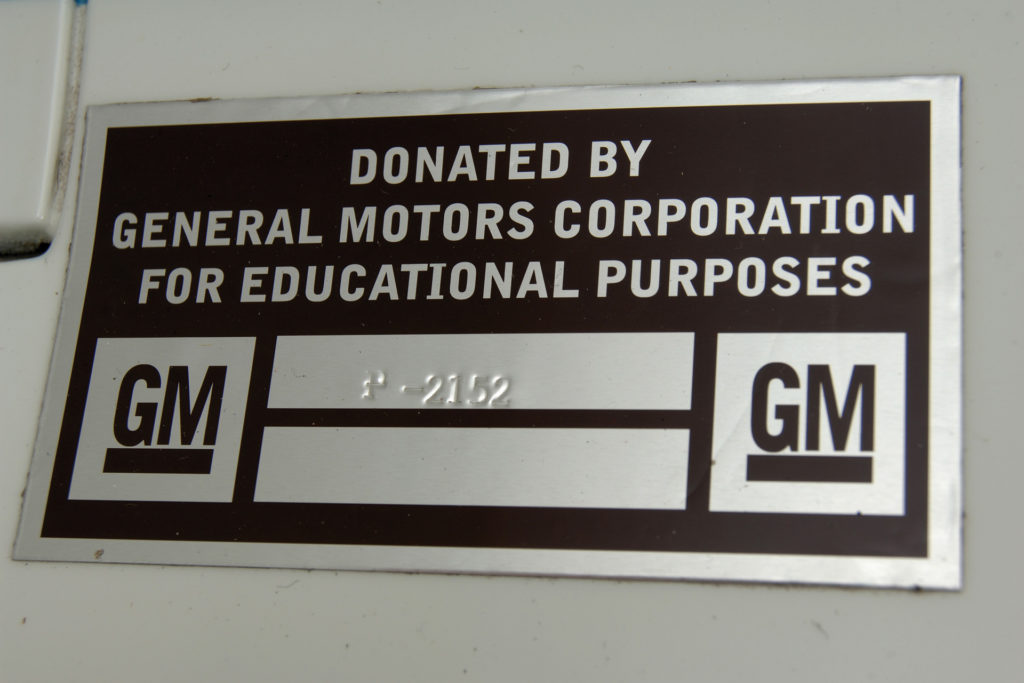 DONATED BY
GENERAL MOTORS CORPORATION
FOR EDUCATIONAL PURPOSES
GM
P-2152
GM